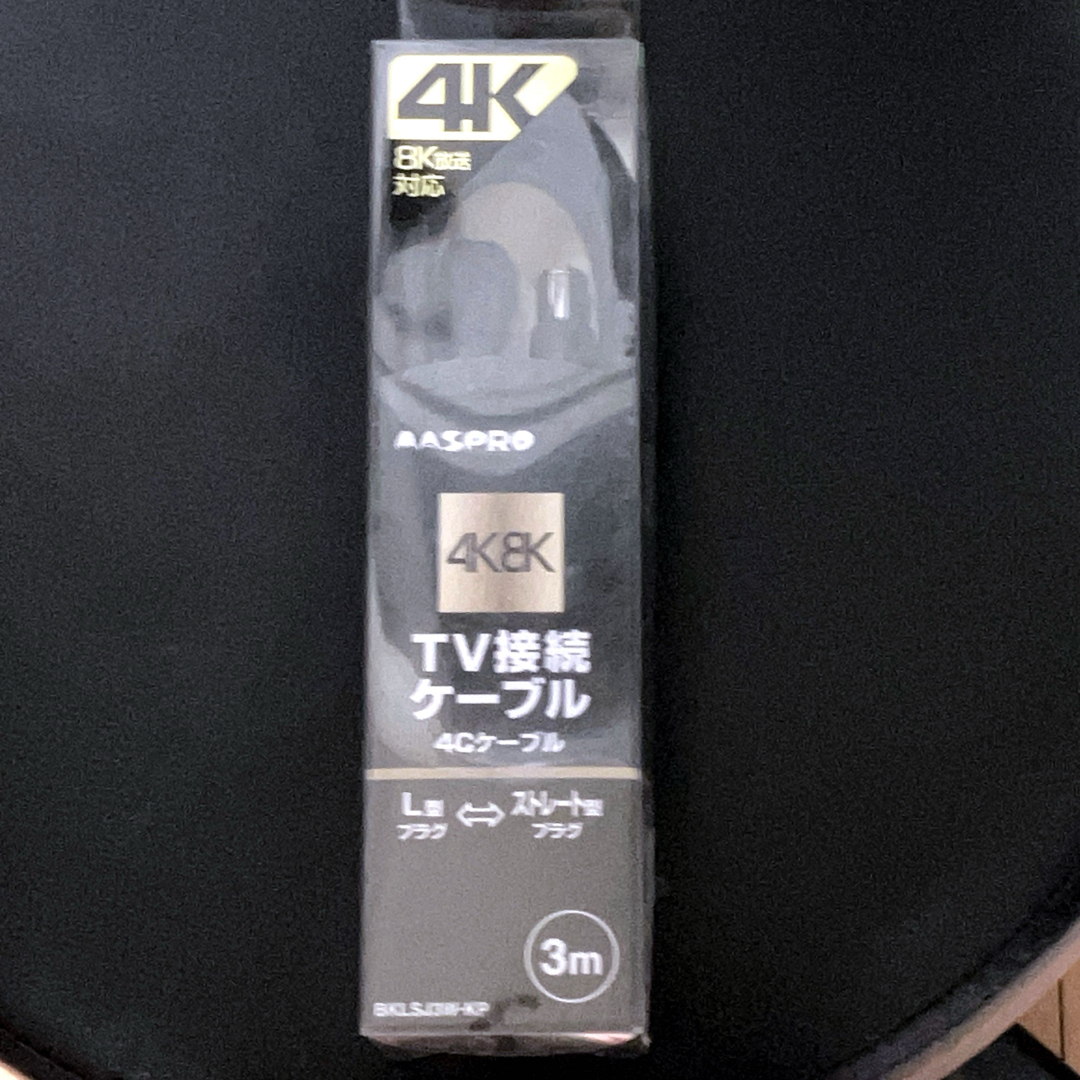 4K
8K放送
対応
MASPRO
4K8K
TV接続
ケーブル
4Cケーブル
L型 ⇔ ストレート型
プラグ プラグ
3m